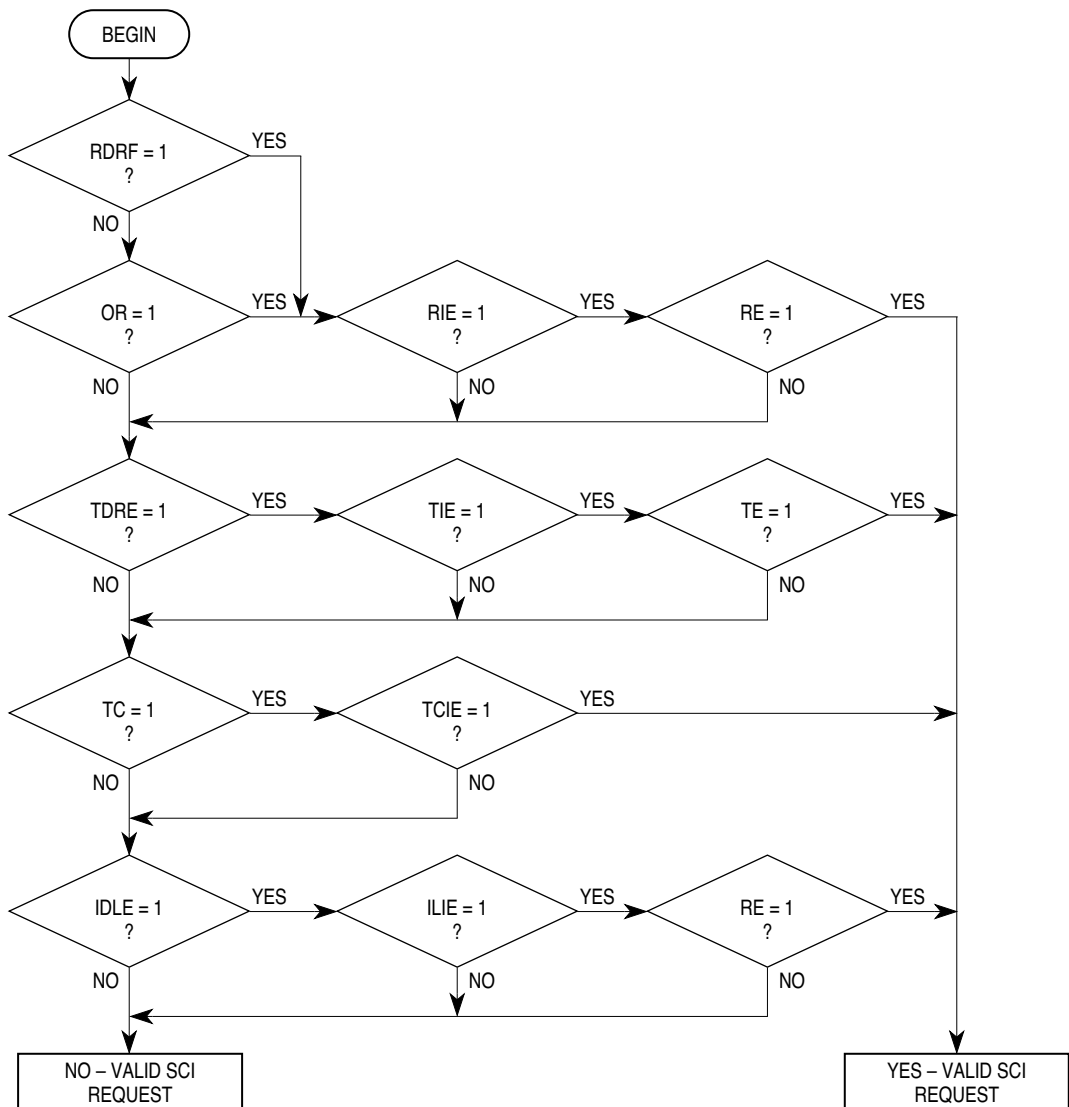 BEGIN
RDRF = 1
?
YES
NO
OR = 1
?
YES
NO
RIE = 1
?
YES
NO
RE = 1
?
YES
NO
TDRE = 1
?
YES
NO
TIE = 1
?
YES
NO
TE = 1
?
YES
NO
TC = 1
?
YES
NO
TCIE = 1
?
YES
NO
IDLE = 1
?
YES
NO
ILIE = 1
?
YES
NO
RE = 1
?
YES
NO
NO – VALID SCI
REQUEST
YES – VALID SCI
REQUEST